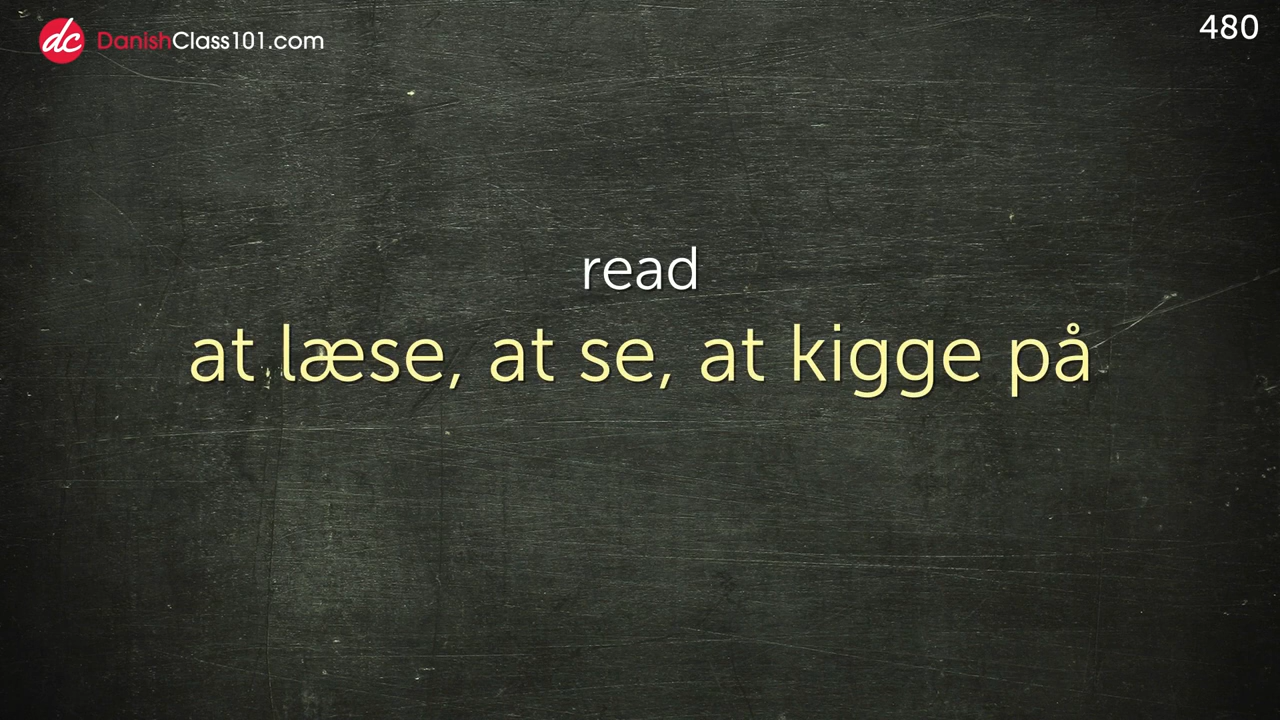 dc DanishClass101.com
480
read
at læse, at se, at kigge på